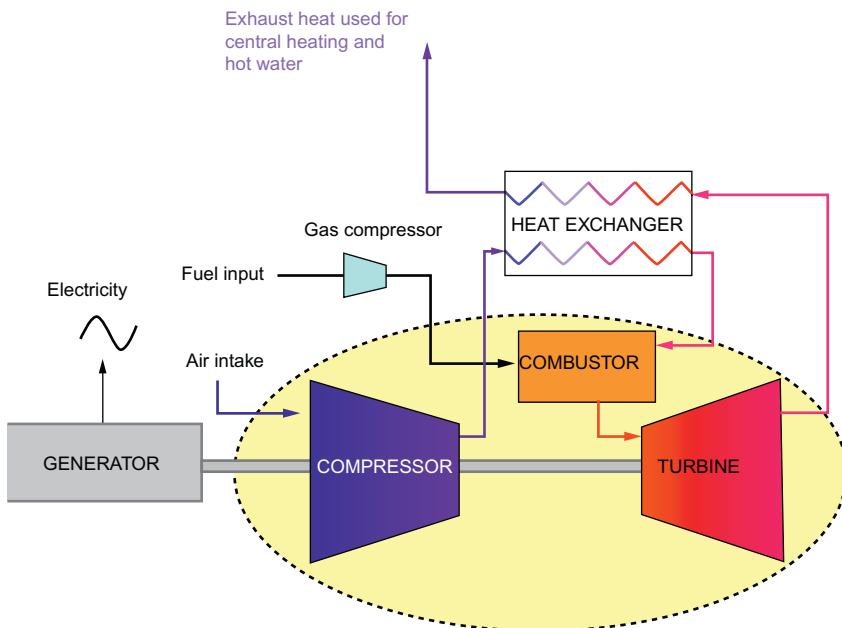 Exhaust heat used for
central heating and
hot water
HEAT EXCHANGER
Gas compressor
Fuel input
Electricity
Air intake
COMBUSTOR
GENERATOR
COMPRESSOR
TURBINE